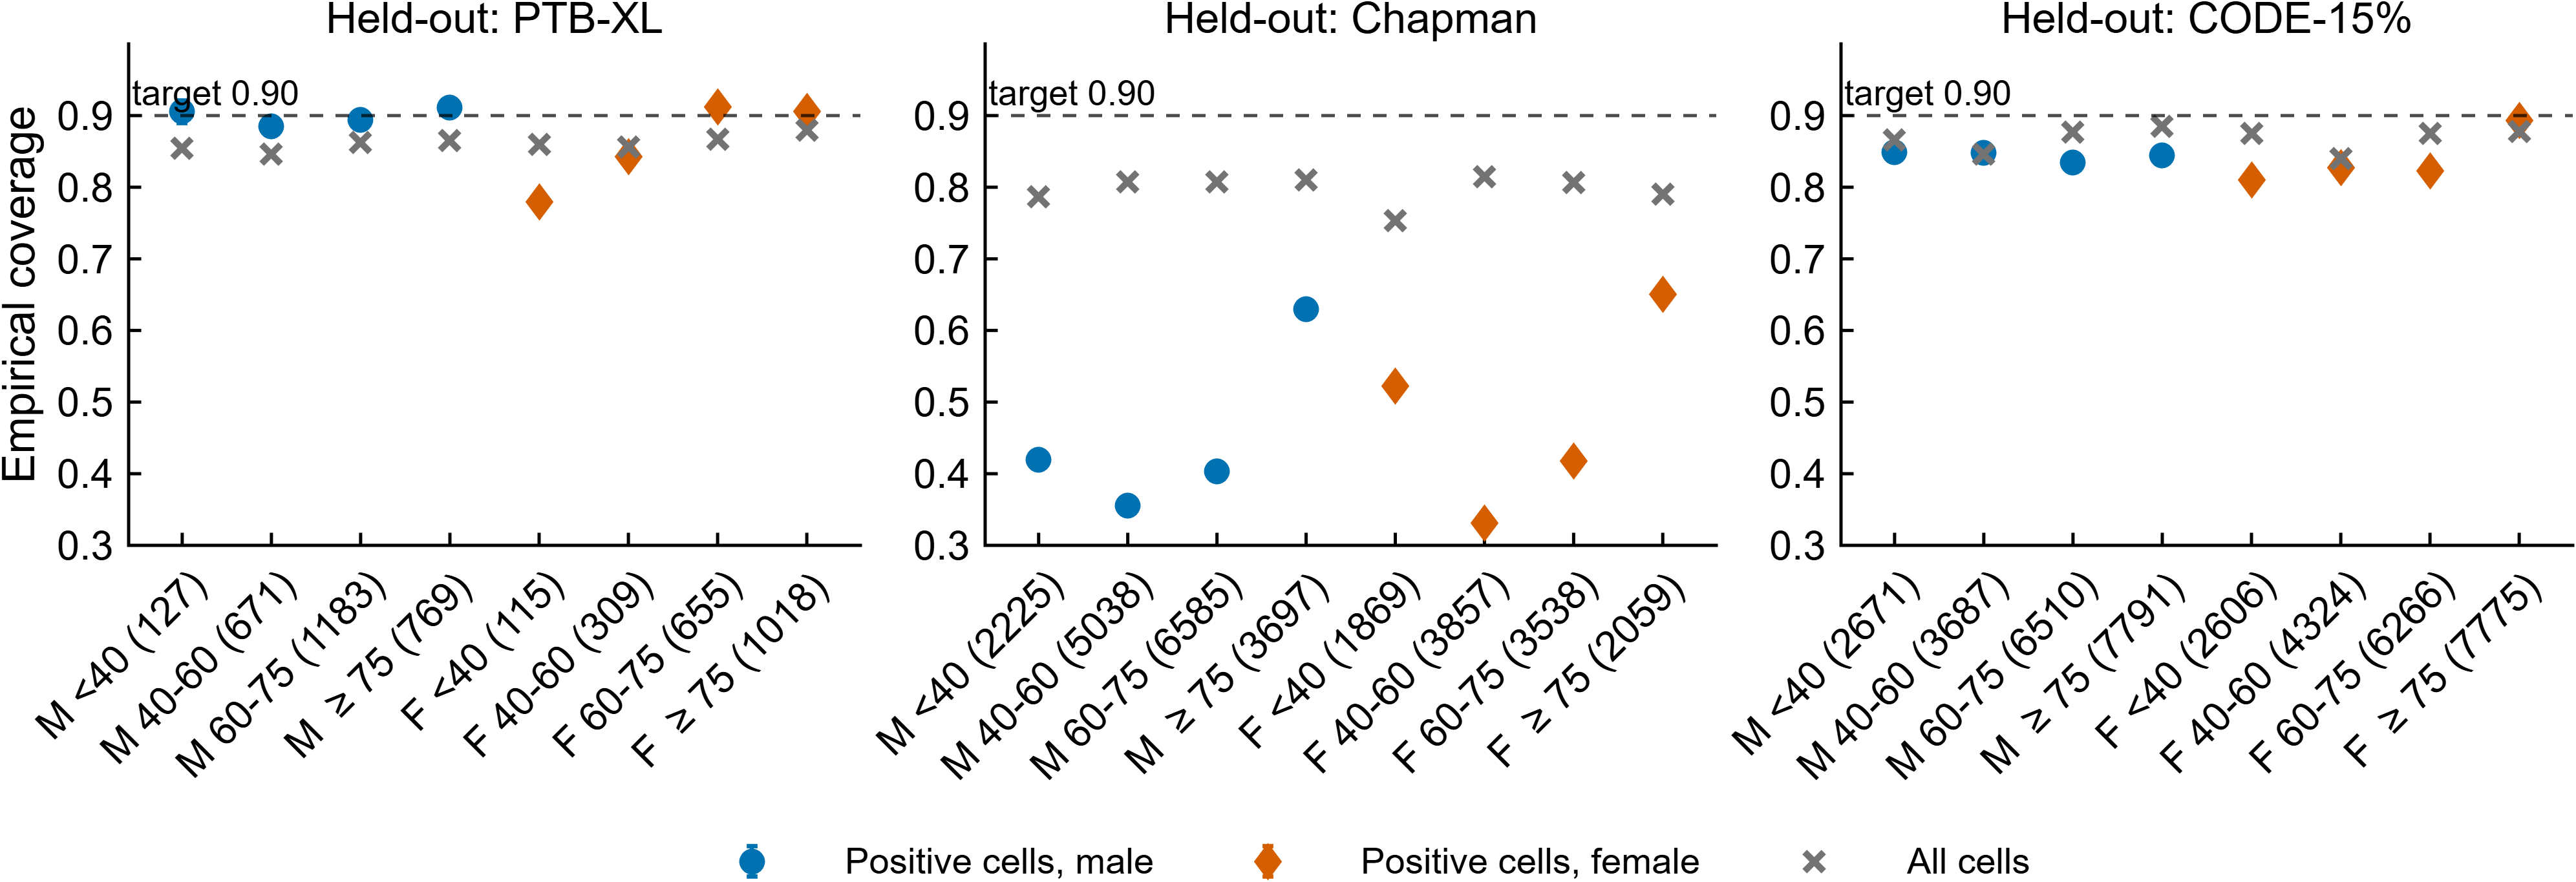 Held-out: PTB-XL
Held-out: Chapman
Held-out: CODE-15%
Empirical coverage
target 0.90
0.9
0.8
0.7
0.6
0.5
0.4
0.3
M <40 (127)
M 40-60 (671)
M 60-75 (1183)
M ≥ 75 (769)
F <40 (115)
F 40-60 (309)
F 60-75 (655)
F ≥ 75 (1018)
target 0.90
0.9
0.8
0.7
0.6
0.5
0.4
0.3
M <40 (2225)
M 40-60 (5038)
M 60-75 (6585)
M ≥ 75 (3697)
F <40 (1869)
F 40-60 (3857)
F 60-75 (3538)
F ≥ 75 (2059)
target 0.90
0.9
0.8
0.7
0.6
0.5
0.4
0.3
M <40 (2671)
M 40-60 (3687)
M 60-75 (6510)
M ≥ 75 (7791)
F <40 (2606)
F 40-60 (4324)
F 60-75 (6266)
F ≥ 75 (7775)
Positive cells, male
Positive cells, female
All cells